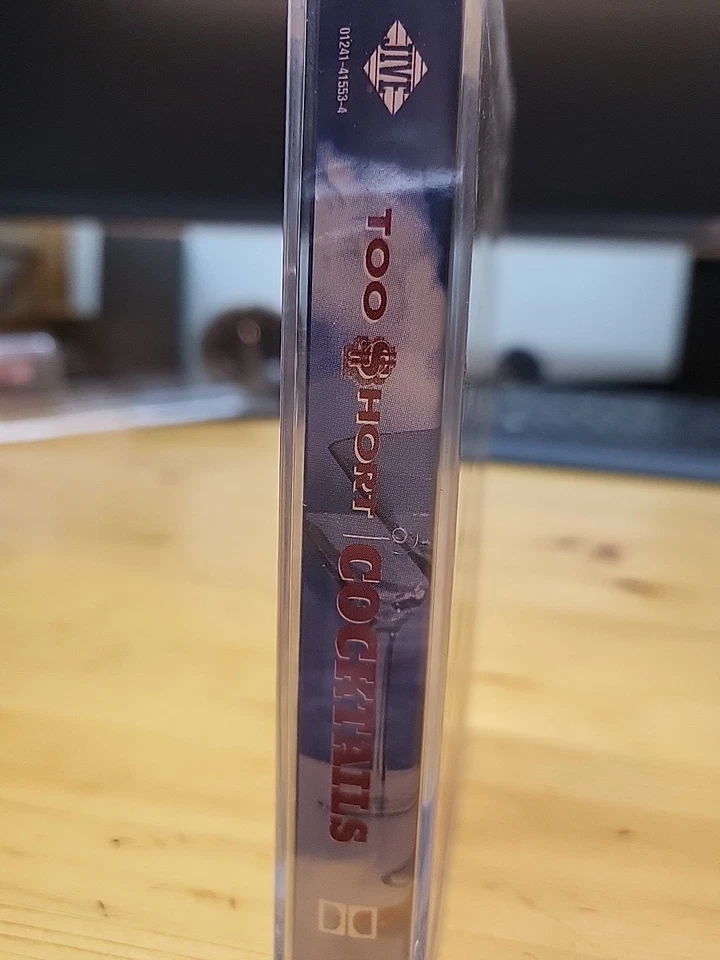 JIVE
01241-41553-4
TOO $HORT | COCKTAILS